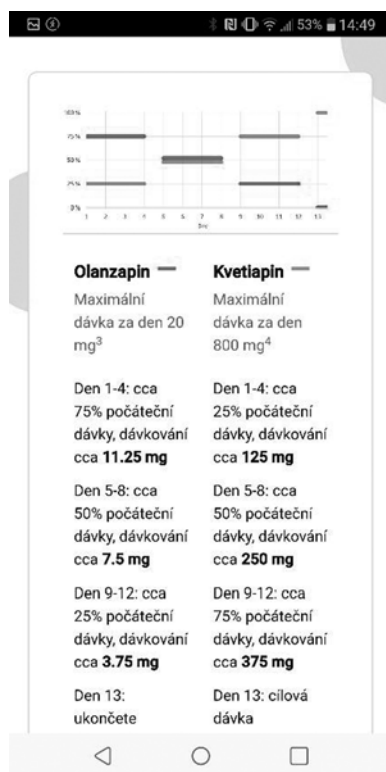 53% 14:49
100%
75%
50%
25%
0%
1 2 3 4 5 6 7 8 9 10 11 12 13
Den
Olanzapin
Maximální
dávka za den 20
mg³
Den 1-4: cca
75% počáteční
dávky, dávkování
cca 11.25 mg
Den 5-8: cca
50% počáteční
dávky, dávkování
cca 7.5 mg
Den 9-12: cca
25% počáteční
dávky, dávkování
cca 3.75 mg
Den 13:
ukončete
Kvetiapin
Maximální
dávka za den
800 mg⁴
Den 1-4: cca
25% počáteční
dávky, dávkování
cca 125 mg
Den 5-8: cca
50% počáteční
dávky, dávkování
cca 250 mg
Den 9-12: cca
75% počáteční
dávky, dávkování
cca 375 mg
Den 13: cílová
dávka